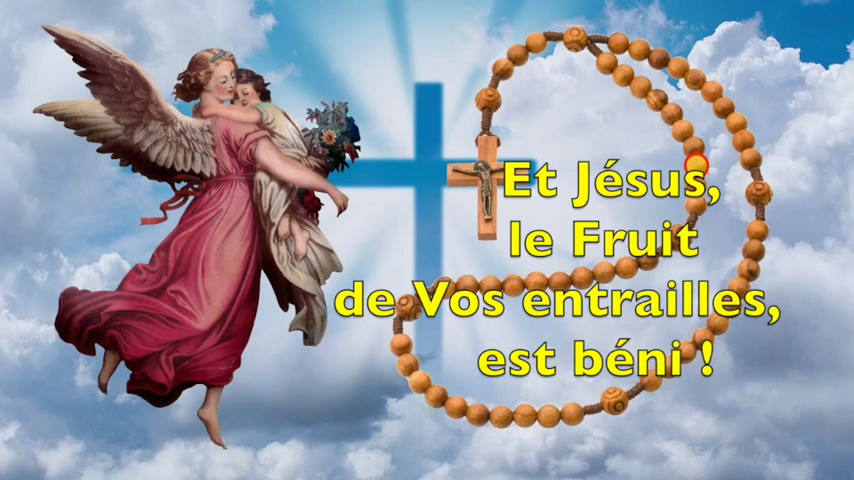 Et Jésus,
le Fruit
de Vos entrailles,
est béni !